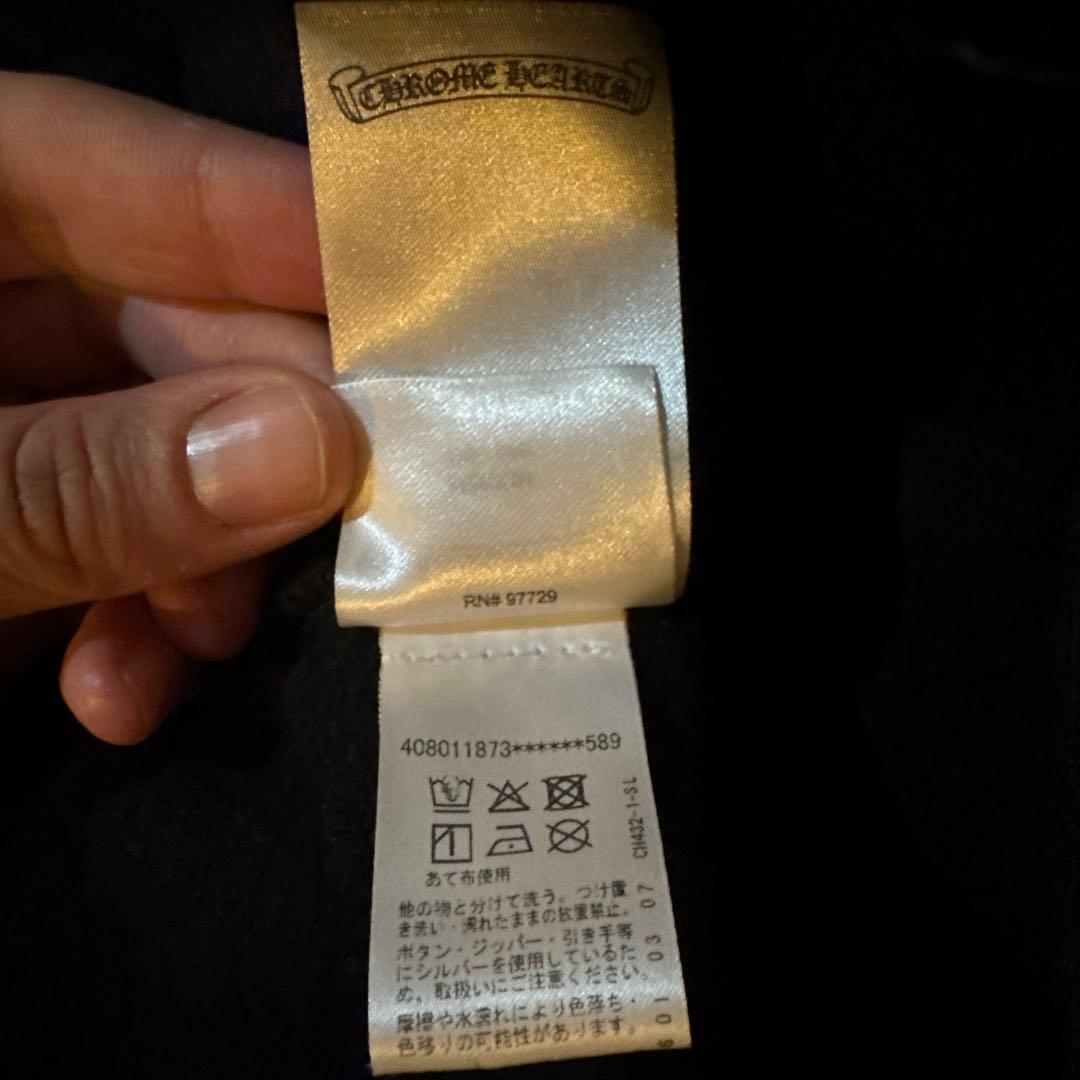 CHROME HEARTS
RN# 97729
408011873******589
あて布使用
他の物と分けて洗う。つけ置
き洗い・濡れたままの放置禁止。
ボタン・ジッパー・引き手等
にシルバーを使用しているた
め、取扱いにご注意ください。
摩擦や水濡れにより色落ち・
色移りの可能性があります。
CH432-1-SL
01 03 07